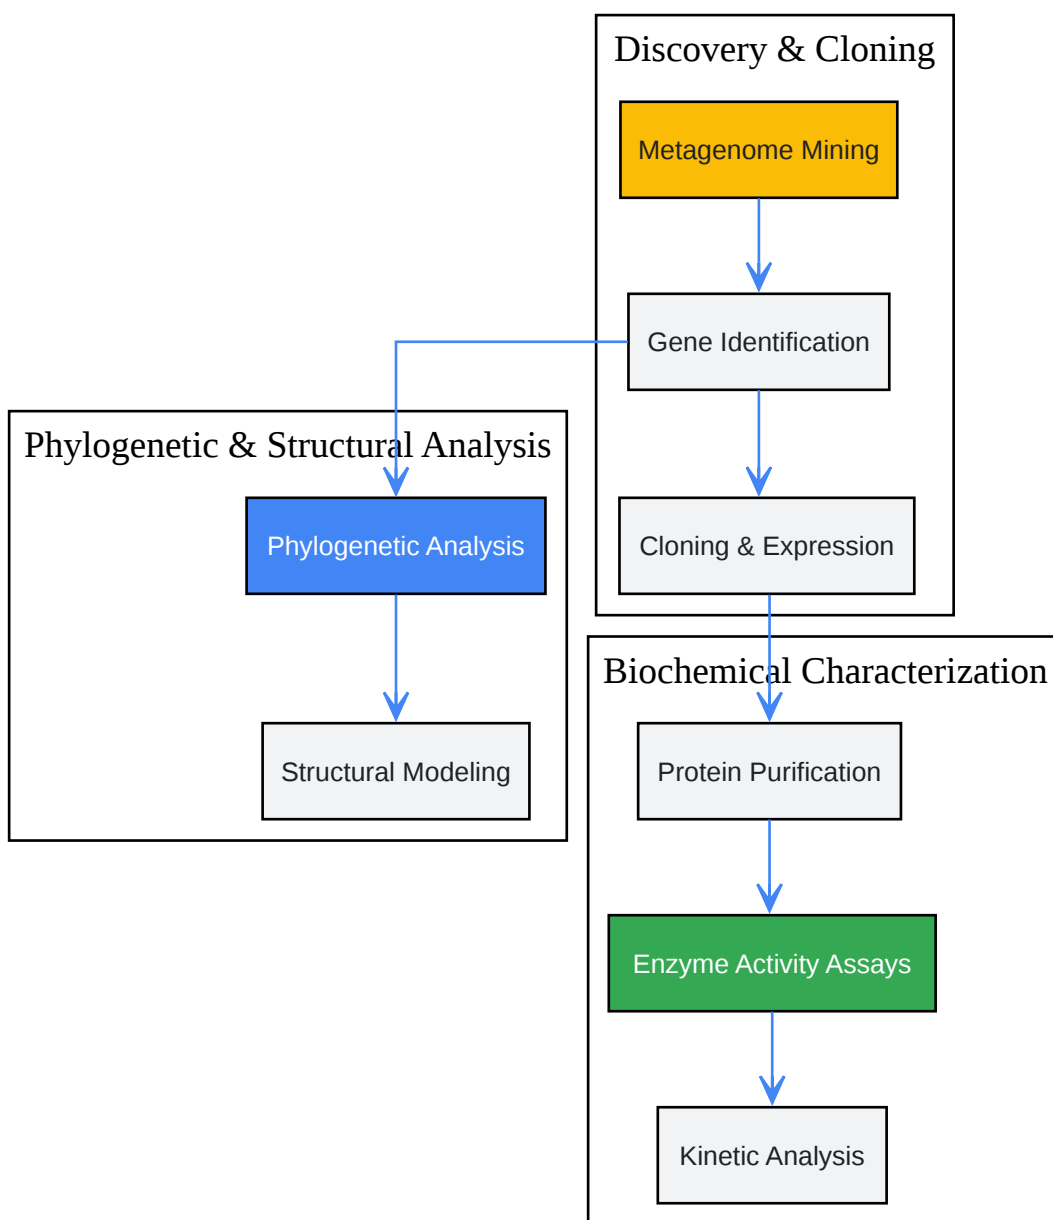 Discovery & Cloning
Metagenome Mining
Gene Identification
Phylogenetic & Structural Analysis
Phylogenetic Analysis
Cloning & Expression
Biochemical Characterization
Structural Modeling
Protein Purification
Enzyme Activity Assays
Kinetic Analysis